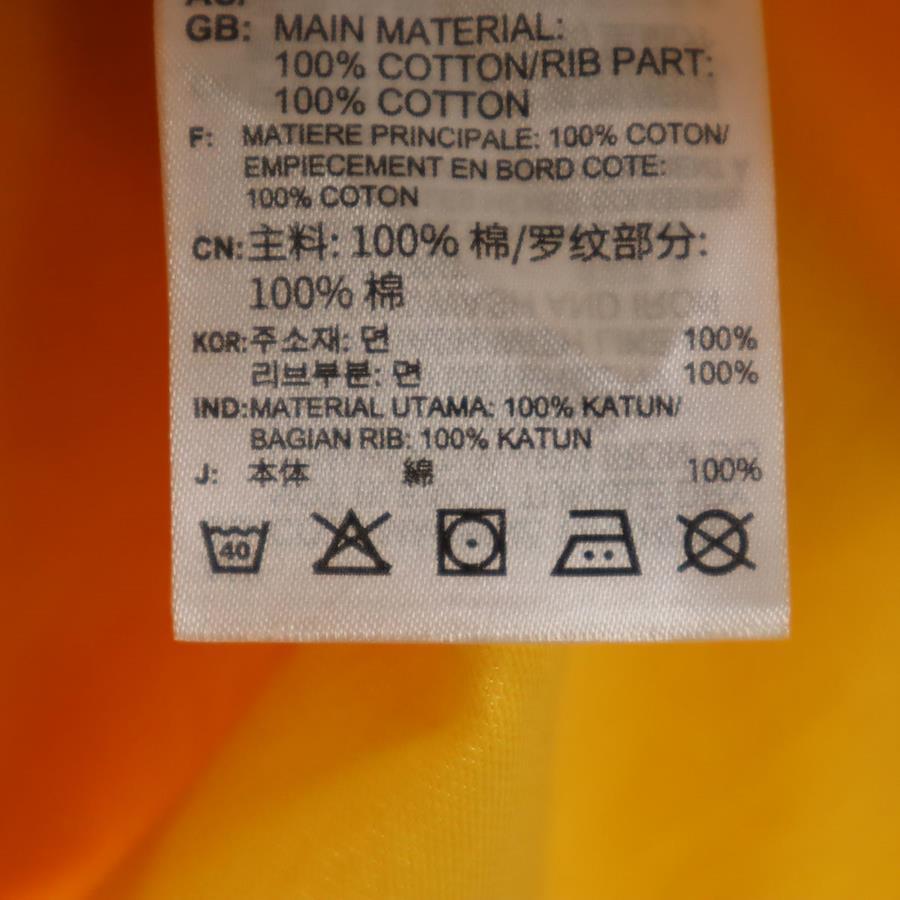 GB: MAIN MATERIAL:
100% COTTON/RIB PART:
100% COTTON
F: MATIERE PRINCIPALE: 100% COTON/
EMPIECEMENT EN BORD COTE:
100% COTON
CN: 主料: 100% 棉/罗纹部分:
100% 棉
KOR: 주소재: 면 100%
리브부분: 면 100%
IND: MATERIAL UTAMA: 100% KATUN/
BAGIAN RIB: 100% KATUN
J: 本体 綿 100%
40